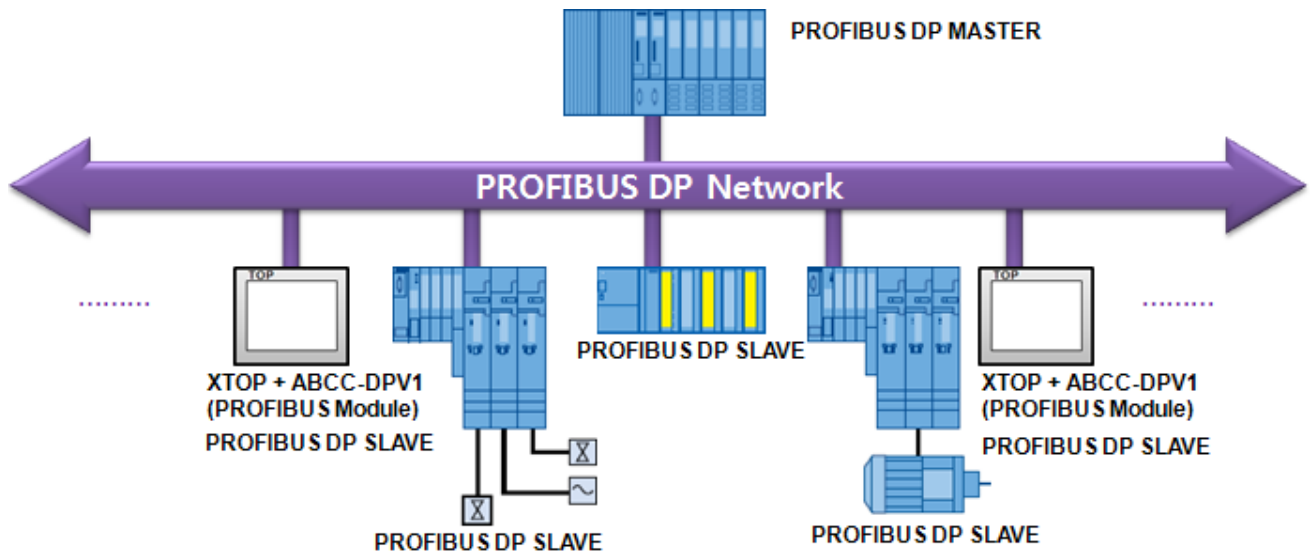 PROFIBUS DP MASTER
PROFIBUS DP Network
TOP
TOP
PROFIBUS DP SLAVE
XTOP + ABCC-DPV1
(PROFIBUS Module)
PROFIBUS DP SLAVE
XTOP + ABCC-DPV1
(PROFIBUS Module)
PROFIBUS DP SLAVE
PROFIBUS DP SLAVE
PROFIBUS DP SLAVE